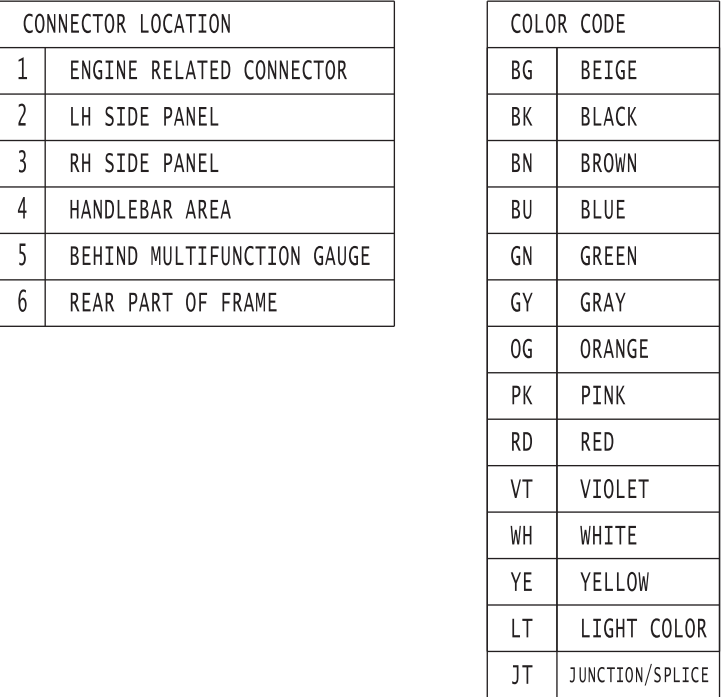 CONNECTOR LOCATION
1 ENGINE RELATED CONNECTOR
2 LH SIDE PANEL
3 RH SIDE PANEL
4 HANDLEBAR AREA
5 BEHIND MULTIFUNCTION GAUGE
6 REAR PART OF FRAME
COLOR CODE
BG BEIGE
BK BLACK
BN BROWN
BU BLUE
GN GREEN
GY GRAY
OG ORANGE
PK PINK
RD RED
VT VIOLET
WH WHITE
YE YELLOW
LT LIGHT COLOR
JT JUNCTION/SPLICE